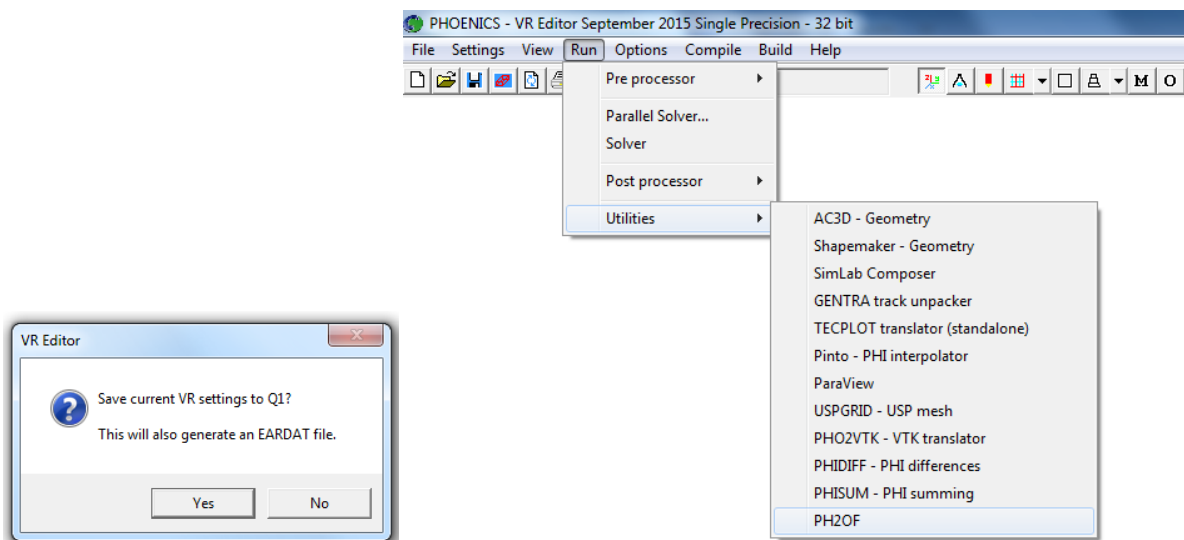 PHOENICS - VR Editor September 2015 Single Precision - 32 bit
File Settings View Run Options Compile Build Help
M O
Pre processor
Parallel Solver...
Solver
Post processor
Utilities
AC3D - Geometry
Shapemaker - Geometry
SimLab Composer
GENTRA track unpacker
TECPLOT translator (standalone)
Pinto - PHI interpolator
ParaView
USPGRID - USP mesh
PHO2VTK - VTK translator
PHIDIFF - PHI differences
PHISUM - PHI summing
PH2OF
VR Editor
Save current VR settings to Q1?
This will also generate an EARDAT file.
Yes No